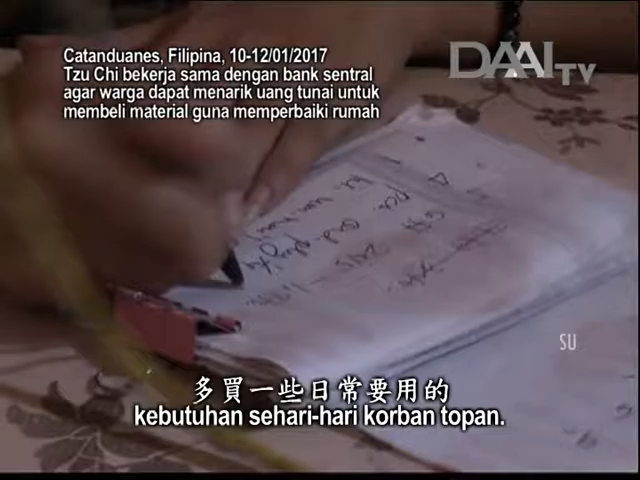 Catanduanes, Filipina, 10-12/01/2017
Tzu Chi bekerja sama dengan bank sentral
agar warga dapat menarik uang tunai untuk
membeli material guna memperbaiki rumah
DAAI TV
SU
多買一些日常要用的
kebutuhan sehari-hari korban topan.